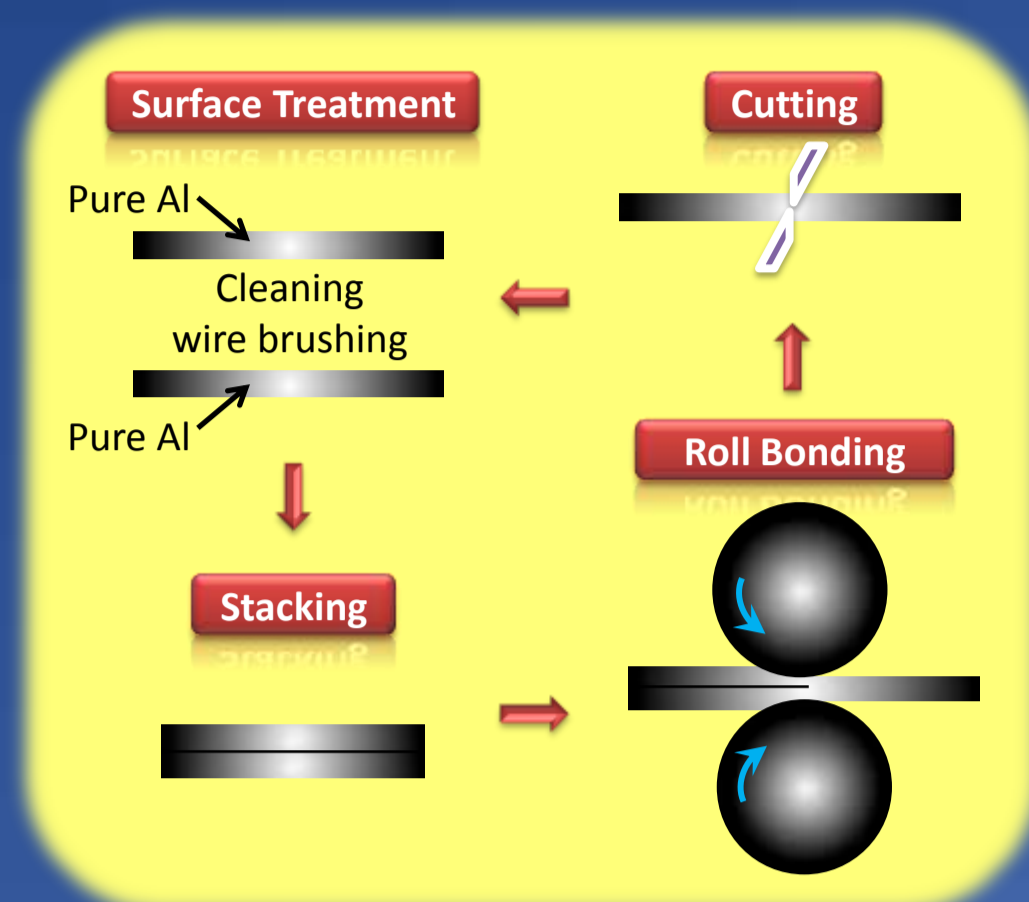 Surface Treatment
Pure Al
Cleaning
wire brushing
Pure Al
Stacking
Cutting
Roll Bonding